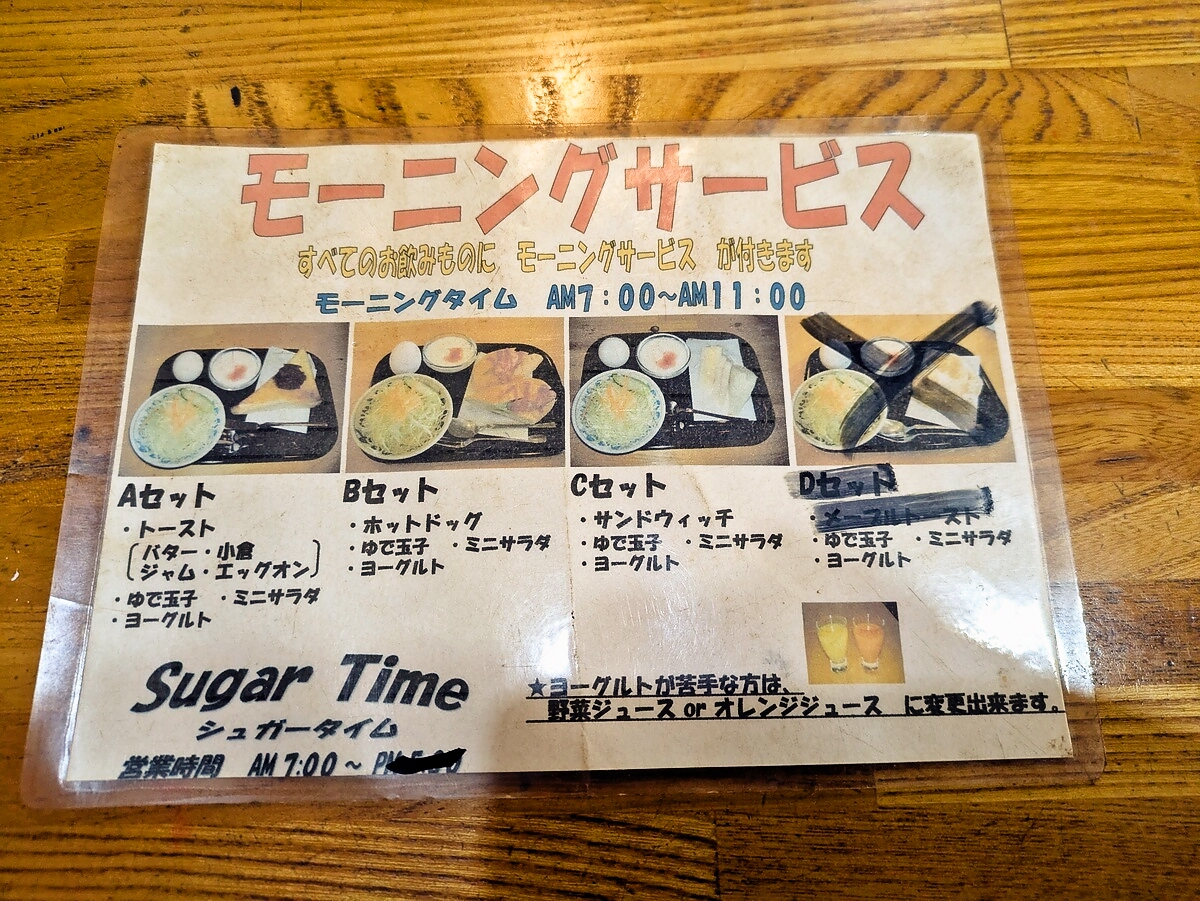 モーニングサービス
すべてのお飲みものに モーニングサービス が付きます
モーニングタイム AM7:00~AM11:00
Aセット
・トースト
バター・小倉
ジャム・エッグオン
・ゆで玉子 ・ミニサラダ
・ヨーグルト
Bセット
・ホットドッグ
・ゆで玉子 ・ミニサラダ
・ヨーグルト
Cセット
・サンドウィッチ
・ゆで玉子 ・ミニサラダ
・ヨーグルト
Dセット
・メープルトースト
・ゆで玉子 ・ミニサラダ
・ヨーグルト
Sugar Time
シュガータイム
営業時間 AM 7:00 ~ PM
★ヨーグルトが苦手な方は、
野菜ジュース or オレンジジュース に変更出来ます。